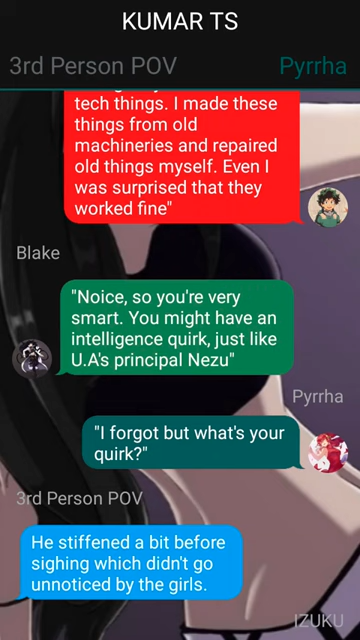 KUMAR TS
3rd Person POV
Pyrrha
tech things. I made these
things from old
machineries and repaired
old things myself. Even I
was surprised that they
worked fine"
Blake
"Noice, so you're very
smart. You might have an
intelligence quirk, just like
U.A's principal Nezu"
Pyrrha
"I forgot but what's your
quirk?"
3rd Person POV
He stiffened a bit before
sighing which didn't go
unnoticed by the girls.
IZUKU